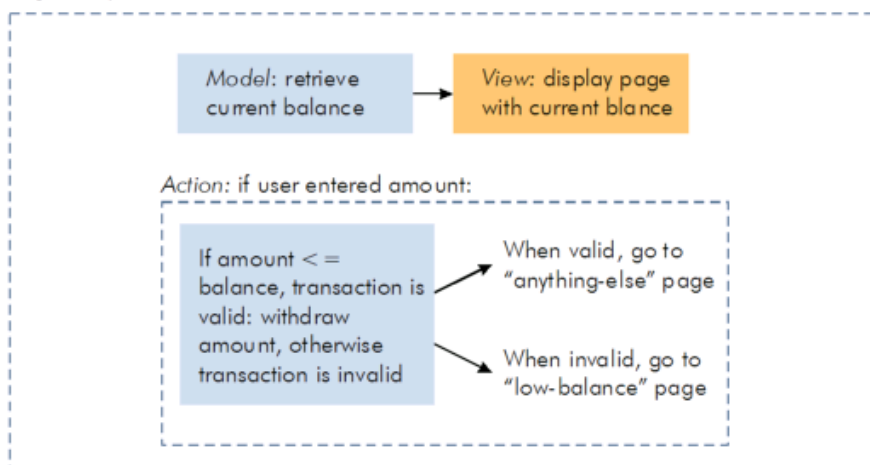 Model: retrieve
current balance
View: display page
with current blance
Action: if user entered amount:
If amount < =
balance, transaction is
valid: withdraw
amount, otherwise
transaction is invalid
When valid, go to
“anything-else” page
When invalid, go to
“low-balance” page